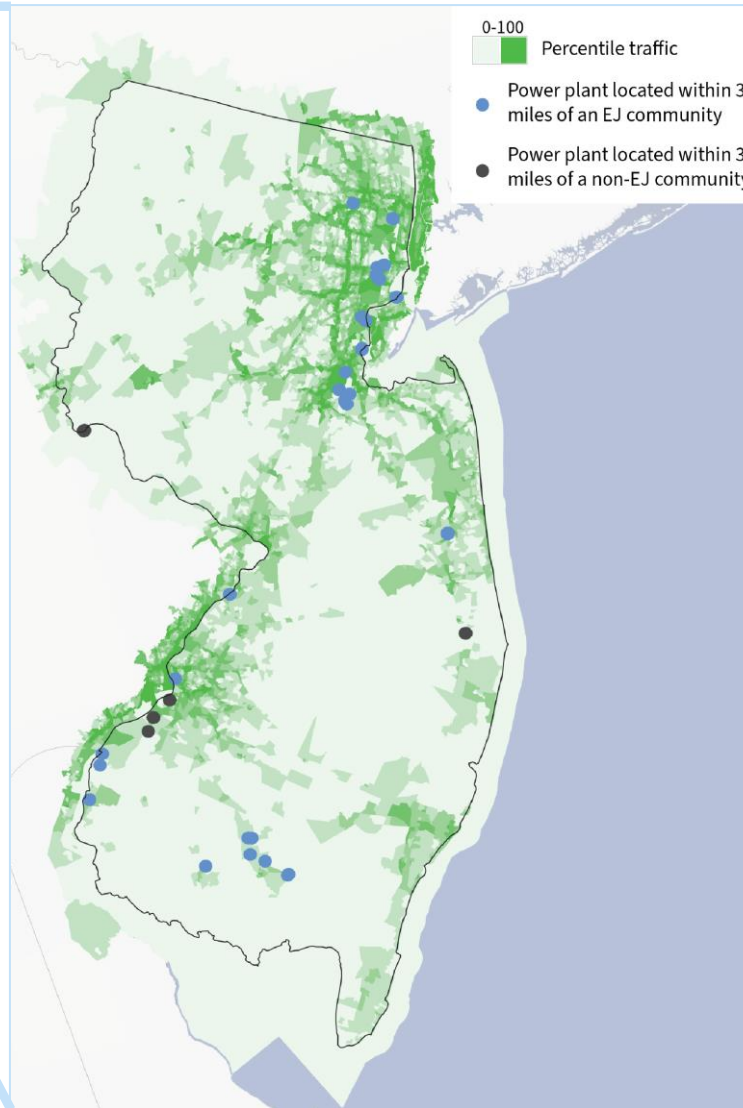 0-100
Percentile traffic
Power plant located within 3
miles of an EJ community
Power plant located within 3
miles of a non-EJ community